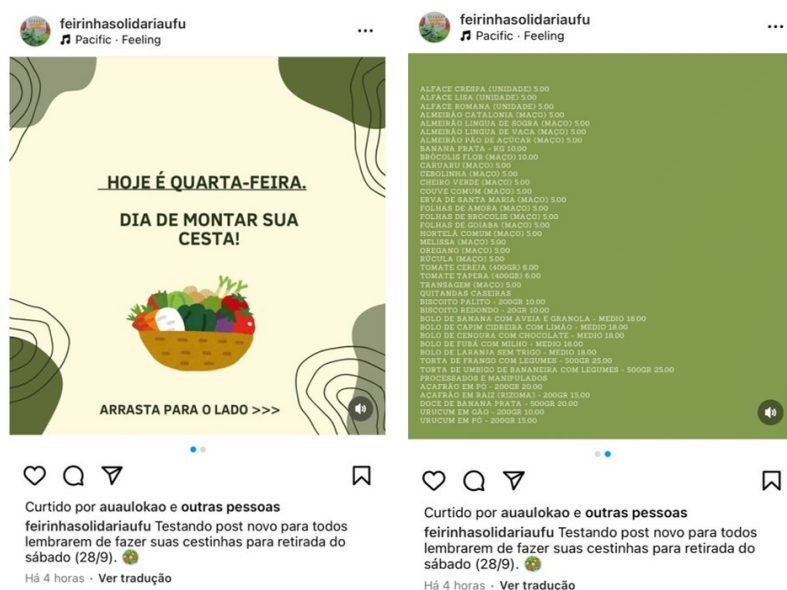 feirinhasolidariaufu
Pacific · Feeling
HOJE É QUARTA-FEIRA.
DIA DE MONTAR SUA
CESTA!
ARRASTA PARA O LADO >>>
Curtido por auaulokao e outras pessoas
feirinhasolidariaufu Testando post novo para todos
lembrarem de fazer suas cestinhas para retirada do
sábado (28/9).
Há 4 horas · Ver tradução
feirinhasolidariaufu
Pacific · Feeling
ALFACE CRESPA (UNIDADE) 5.00
ALFACE LISA (UNIDADE) 5.00
ALFACE ROMANA (UNIDADE) 5.00
ALMEIRÃO CATALONIA (MAÇO) 5.00
ALMEIRÃO LINGUA DE SOGRA (MAÇO) 5.00
ALMEIRÃO LINGUA DE VACA (MAÇO) 5.00
ALMEIRÃO PÃO DE AÇÚCAR (MAÇO) 5.00
BANANA PRATA - KG 10.00
BRÓCOLIS FLOR (MAÇO) 10.00
CARUARU (MAÇO) 5.00
CEBOLINHA (MAÇO) 5.00
CHEIRO VERDE (MAÇO) 5.00
COUVE COMUM (MAÇO) 5.00
ERVA DE SANTA MARIA (MAÇO) 5.00
FOLHAS DE AMORA (MAÇO) 5.00
FOLHAS DE BRÓCOLIS (MAÇO) 5.00
FOLHAS DE GOIABA (MAÇO) 5.00
HORTELÃ COMUM (MAÇO) 5.00
MELISSA (MAÇO) 5.00
OREGANO (MAÇO) 5.00
RÚCULA (MAÇO) 5.00
TOMATE CEREJA (400GR) 6.00
TOMATE TAPERA (400GR) 6.00
TRANSAGEM (MAÇO) 5.00
QUITANDAS CASEIRAS
BISCOITO PALITO - 200GR 10.00
BISCOITO REDONDO - 20GR 10.00
BOLO DE BANANA COM AVEIA E GRANOLA - MEDIO 18.00
BOLO DE CAPIM CIDREIRA COM LIMÃO - MEDIO 18.00
BOLO DE CENOURA COM CHOCOLATE - MEDIO 18.00
BOLO DE FUBÁ COM MILHO - MEDIO 18.00
BOLO DE LARANJA SEM TRIGO - MEDIO 18.00
TORTA DE FRANGO COM LEGUMES - 500GR 25.00
TORTA DE UMBIGO DE BANANEIRA COM LEGUMES - 500GR 25.00
PROCESSADOS E MANIPULADOS
AÇAFRÃO EM PÓ - 200GR 20.00
AÇAFRÃO EM RAIZ (RIZOMA) - 200GR 15.00
DOCE DE BANANA PRATA - 500GR 20.00
URUCUM EM GÃO - 200GR 10.00
URUCUM EM PÓ - 200GR 15.00
Curtido por auaulokao e outras pessoas
feirinhasolidariaufu Testando post novo para todos
lembrarem de fazer suas cestinhas para retirada do
sábado (28/9).
Há 4 horas · Ver tradução